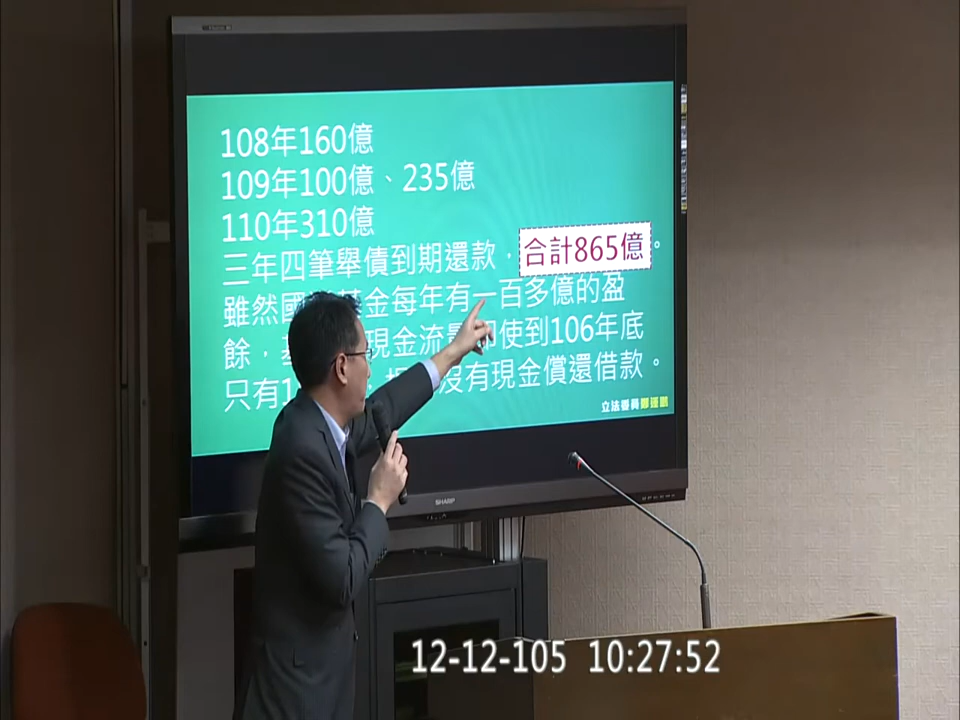 108年160億
109年100億、235億
110年310億
三年四筆舉債到期還款，合計865億。
雖然國 基金每年有一百多億的盈
餘， 現金流量 使到106年底
只有1 沒有現金償還借款。
立法委員
SHARP
12-12-105 10:27:52